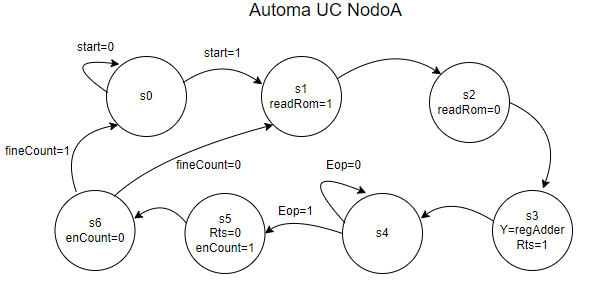 Automa UC NodoA
start=0
start=1
s0
s1
readRom=1
s2
readRom=0
fineCount=1
fineCount=0
Eop=0
Eop=1
s6
enCount=0
s5
Rts=0
enCount=1
s4
s3
Y=regAdder
Rts=1